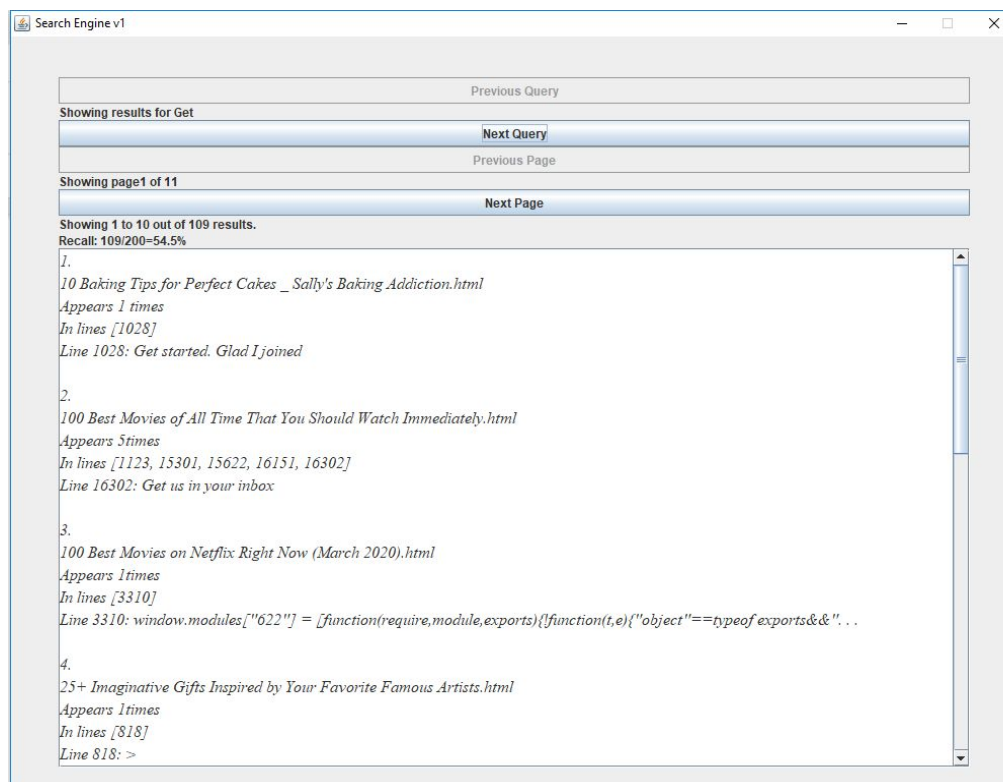 Search Engine v1
Previous Query
Showing results for Get
Next Query
Previous Page
Showing page1 of 11
Next Page
Showing 1 to 10 out of 109 results.
Recall: 109/200=54.5%
1.
10 Baking Tips for Perfect Cakes _ Sally's Baking Addiction.html
Appears 1 times
In lines [1028]
Line 1028: Get started. Glad I joined
2.
100 Best Movies of All Time That You Should Watch Immediately.html
Appears 5times
In lines [1123, 15301, 15622, 16151, 16302]
Line 16302: Get us in your inbox
3.
100 Best Movies on Netflix Right Now (March 2020).html
Appears 1times
In lines [3310]
Line 3310: window.modules["622"] = [function(require,module,exports){!function(t,e){"object"==typeof exports&&". . .
4.
25+ Imaginative Gifts Inspired by Your Favorite Famous Artists.html
Appears 1times
In lines [818]
Line 818: >